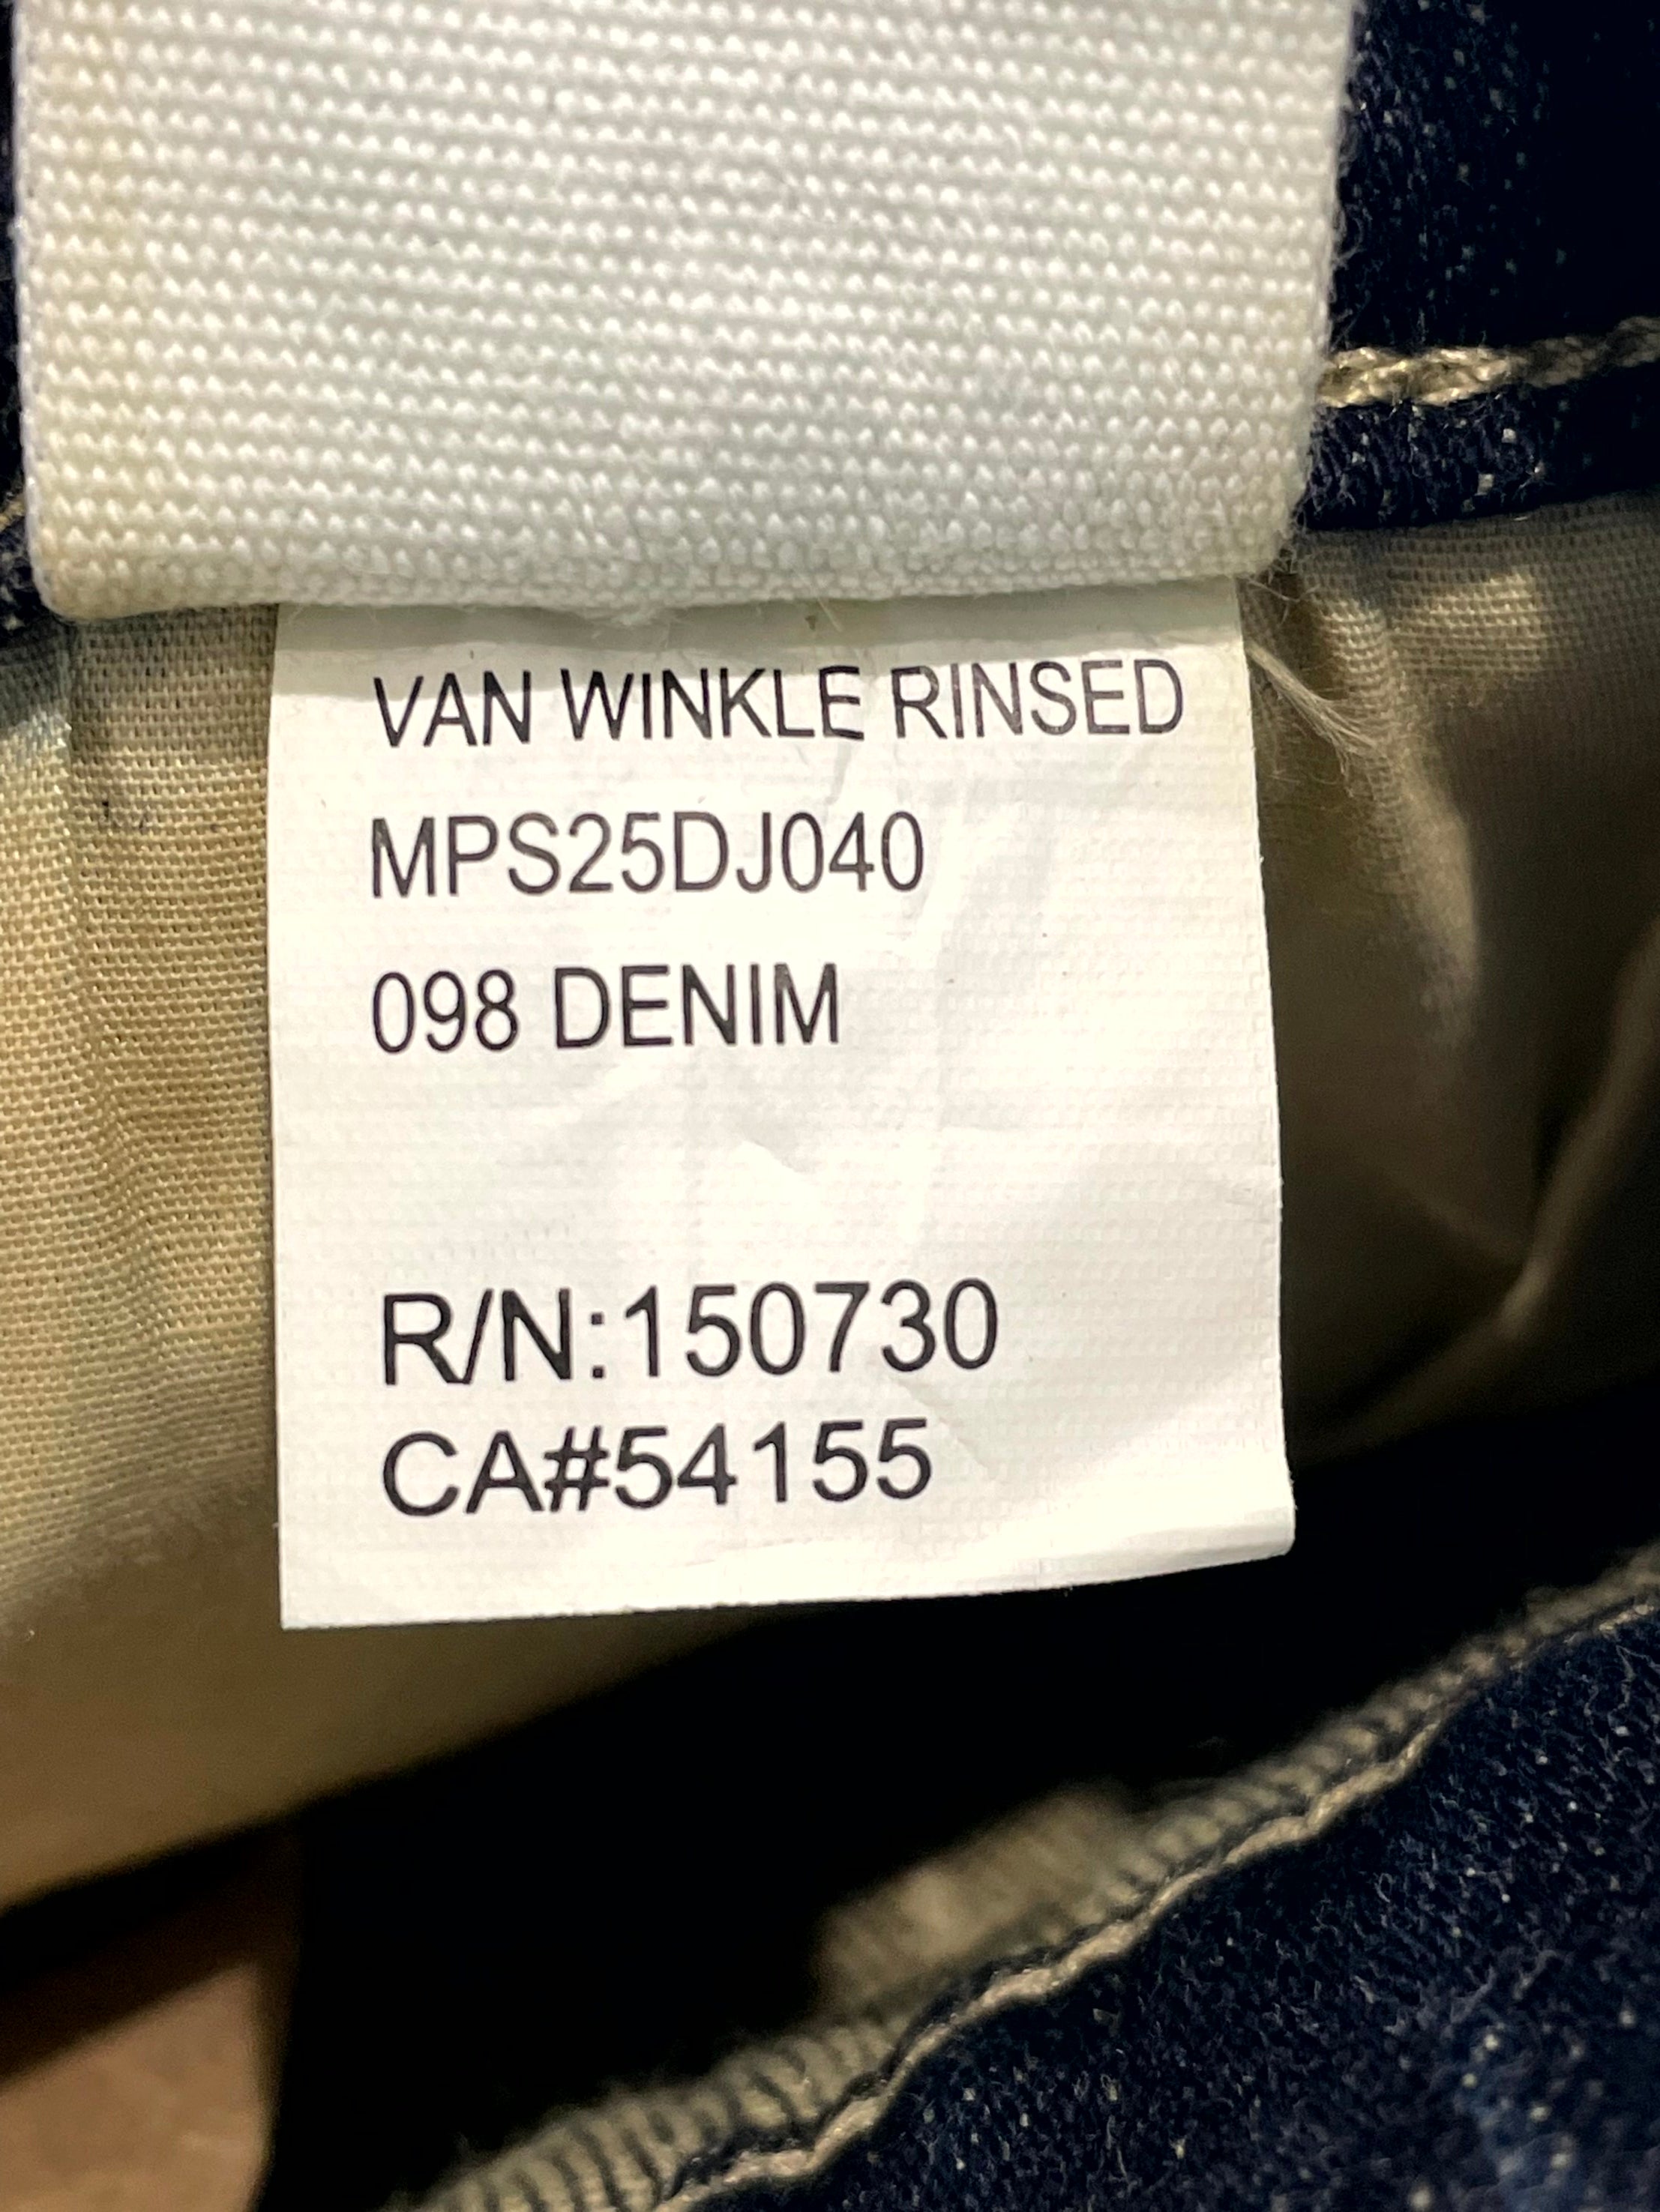 VAN WINKLE RINSED
MPS25DJ040
098 DENIM
R/N:150730
CA#54155